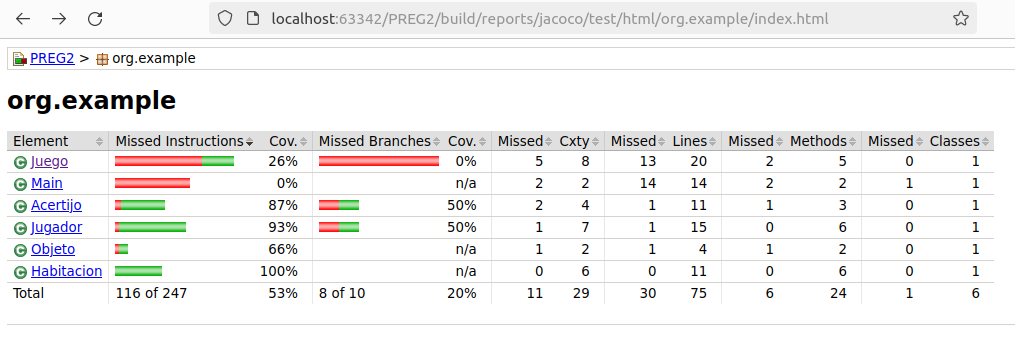 localhost:63342/PREG2/build/reports/jacoco/test/html/org.example/index.html
PREG2 > org.example
org.example
Element Missed Instructions Cov. Missed Branches Cov. Missed Cxty Missed Lines Missed Methods Missed Classes
C Juego 26% 0% 5 8 13 20 2 5 0 1
C Main 0% n/a 2 2 14 14 2 2 1 1
C Acertijo 87% 50% 2 4 1 11 1 3 0 1
C Jugador 93% 50% 1 7 1 15 0 6 0 1
C Objeto 66% n/a 1 2 1 4 1 2 0 1
C Habitacion 100% n/a 0 6 0 11 0 6 0 1
Total 116 of 247 53% 8 of 10 20% 11 29 30 75 6 24 1 6